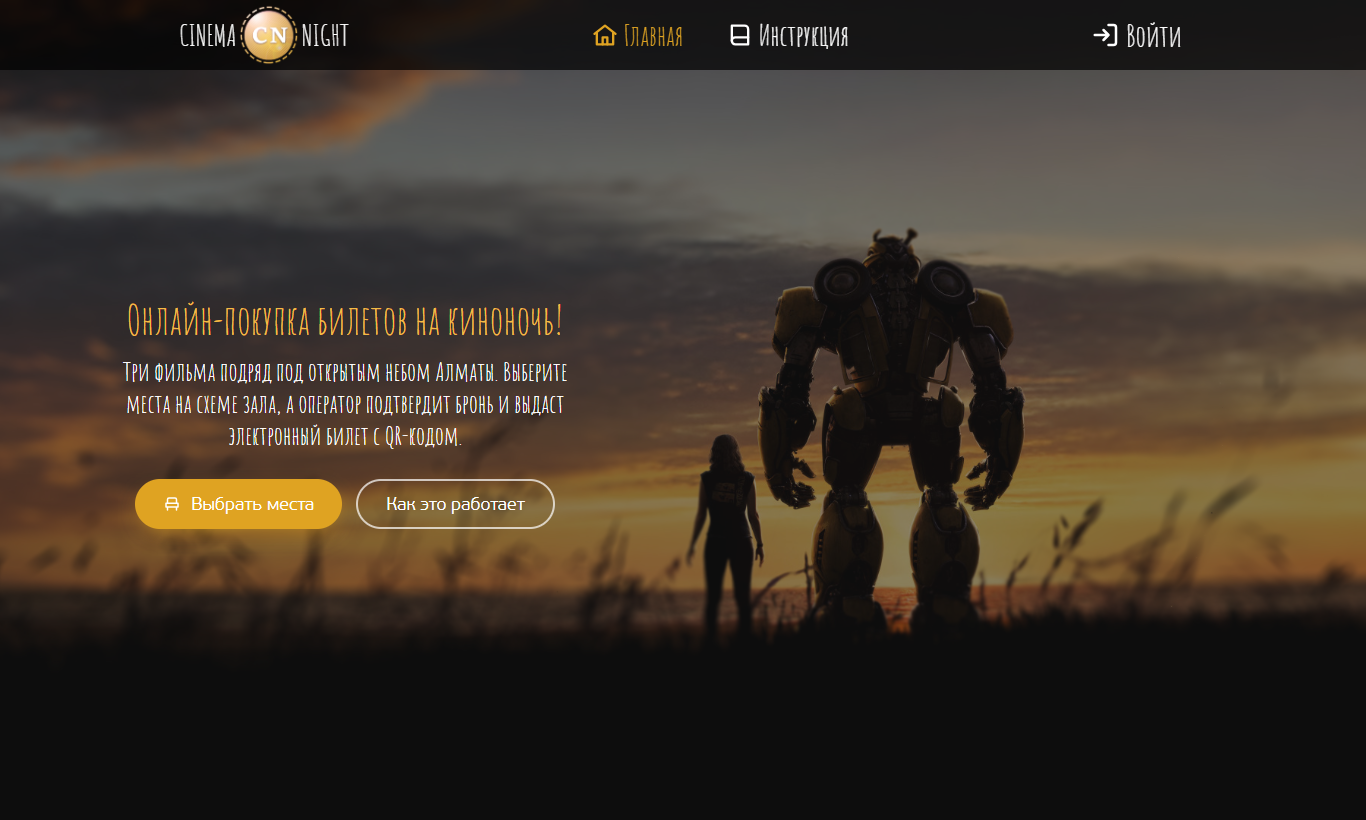 CINEMA CN NIGHT
Главная
Инструкция
Войти
Онлайн-покупка билетов на киноночь!
Три фильма подряд под открытым небом Алматы. Выберите
места на схеме зала, а оператор подтвердит бронь и выдаст
электронный билет с QR-кодом.
Выбрать места
Как это работает